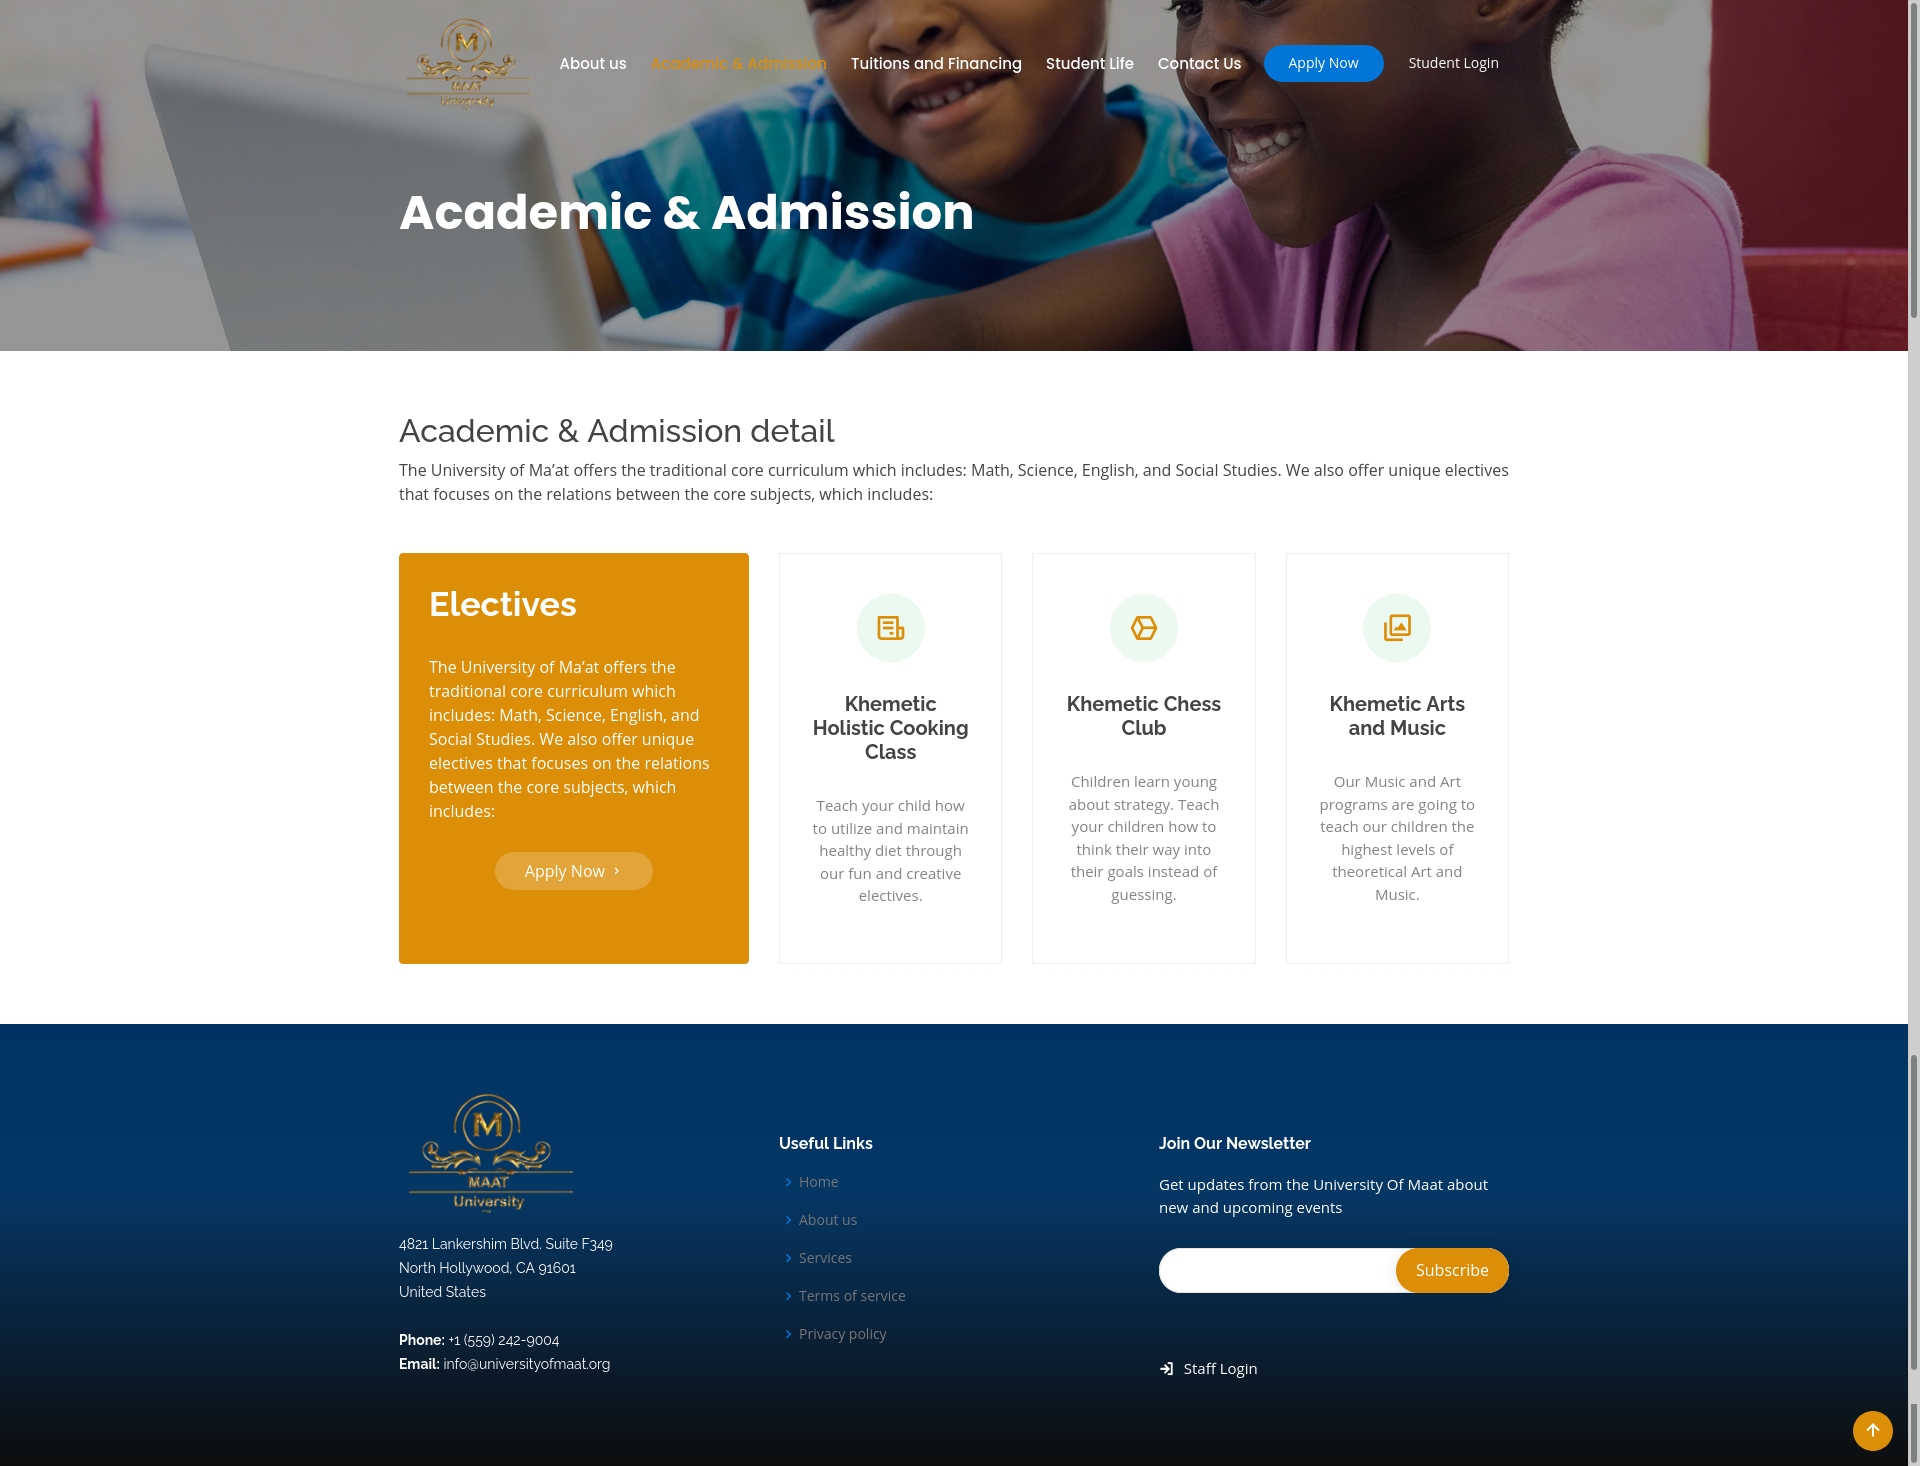 M
MAAT
University
About us
Academic & Admission
Tuitions and Financing
Student Life
Contact Us
Apply Now
Student Login
Academic & Admission
Academic & Admission detail
The University of Ma’at offers the traditional core curriculum which includes: Math, Science, English, and Social Studies. We also offer unique electives
that focuses on the relations between the core subjects, which includes:
Electives
The University of Ma’at offers the
traditional core curriculum which
includes: Math, Science, English, and
Social Studies. We also offer unique
electives that focuses on the relations
between the core subjects, which
includes:
Apply Now
Khemetic
Holistic Cooking
Class
Teach your child how
to utilize and maintain
healthy diet through
our fun and creative
electives.
Khemetic Chess
Club
Children learn young
about strategy. Teach
your children how to
think their way into
their goals instead of
guessing.
Khemetic Arts
and Music
Our Music and Art
programs are going to
teach our children the
highest levels of
theoretical Art and
Music.
M
MAAT
University
4821 Lankershim Blvd. Suite F349
North Hollywood, CA 91601
United States
Phone: +1 (559) 242-9004
Email: info@universityofmaat.org
Useful Links
Home
About us
Services
Terms of service
Privacy policy
Join Our Newsletter
Get updates from the University Of Maat about
new and upcoming events
Subscribe
Staff Login